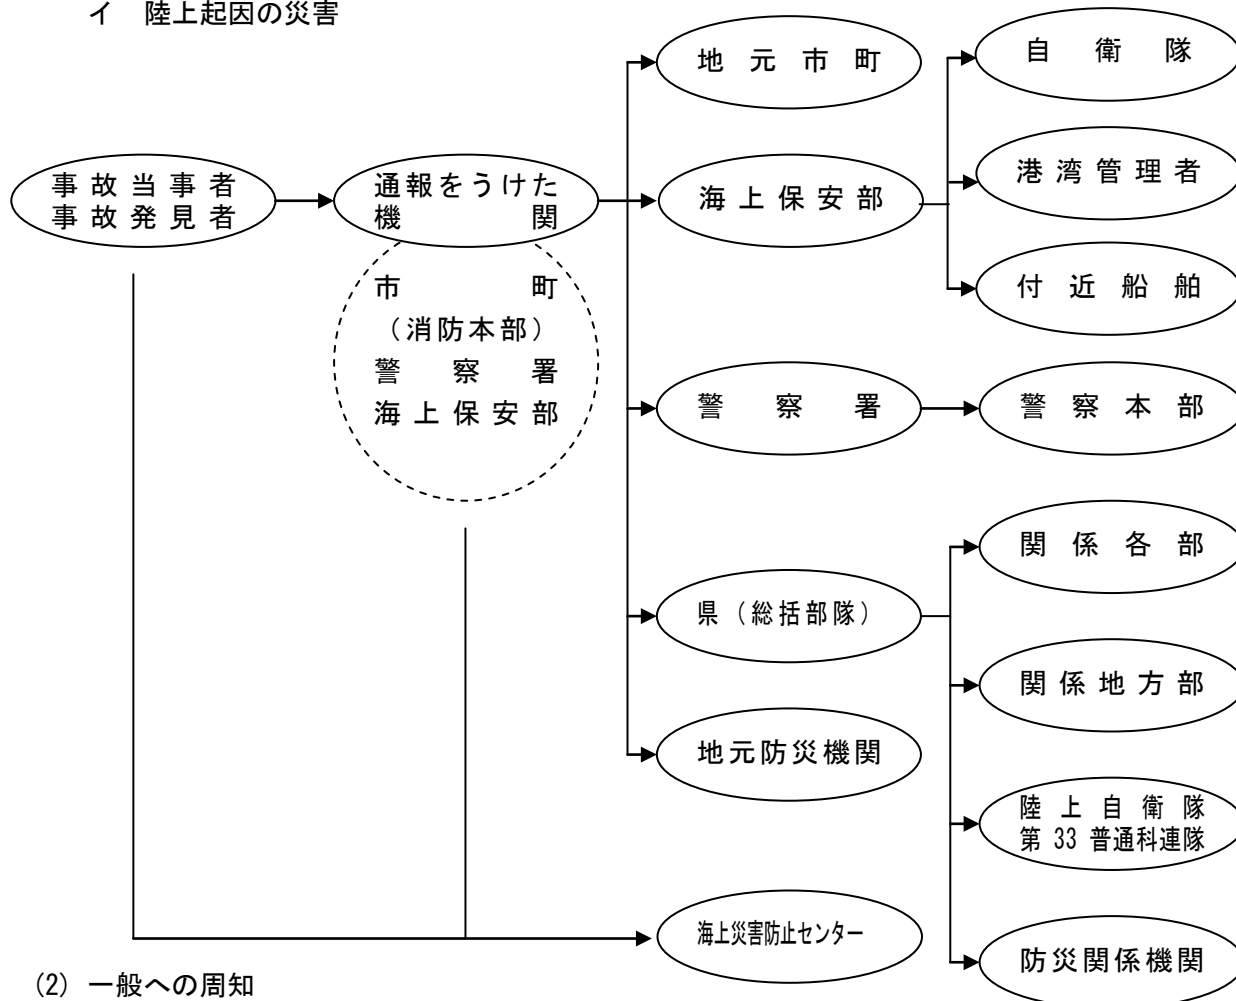 イ 陸上起因の災害
事故当事者
事故発見者
通報をうけた
機関
市町
（消防本部）
警察署
海上保安部
地元市町
海上保安部
警察署
県（総括部隊）
地元防災機関
海上災害防止センター
自衛隊
港湾管理者
付近船舶
警察本部
関係各部
関係地方部
陸上自衛隊
第 33 普通科連隊
防災関係機関
(2) 一般への周知